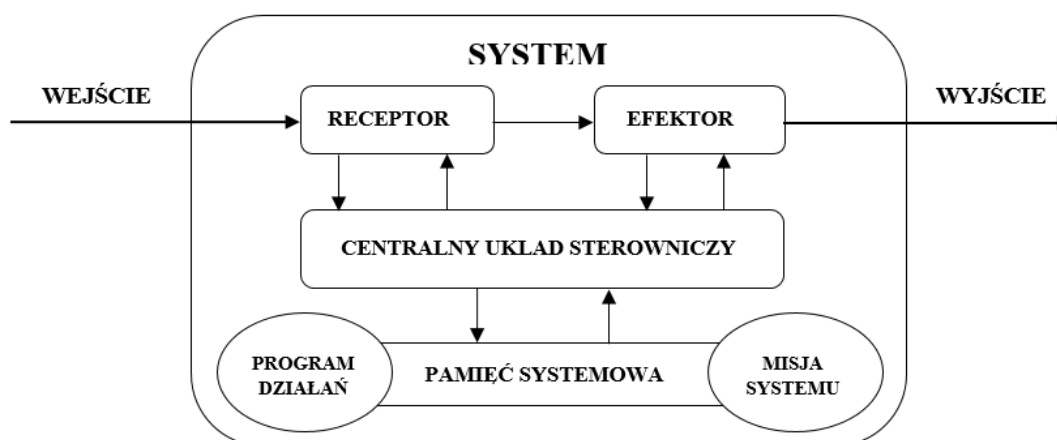 SYSTEM
WEJŚCIE
WYJŚCIE
RECEPTOR
EFEKTOR
CENTRALNY UKLAD STEROWNICZY
PROGRAM
DZIAŁAŃ
PAMIĘĆ SYSTEMOWA
MISJA
SYSTEMU